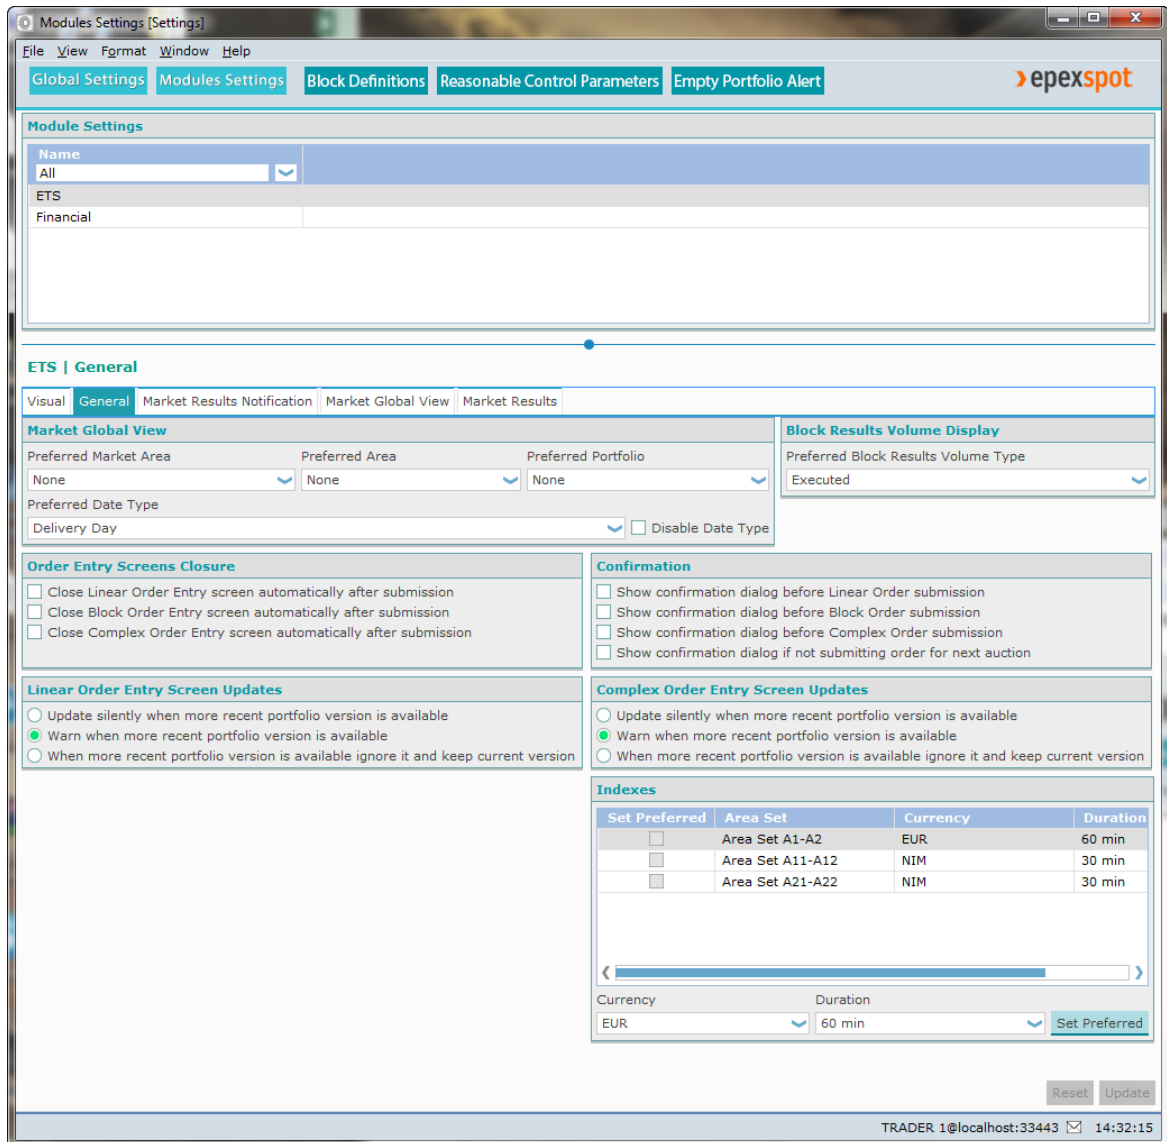 Modules Settings [Settings]
File View Format Window Help
Global Settings Modules Settings Block Definitions Reasonable Control Parameters Empty Portfolio Alert epexspot
Module Settings
Name
All
ETS
Financial
ETS | General
Visual General Market Results Notification Market Global View Market Results
Market Global View Block Results Volume Display
Preferred Market Area Preferred Area Preferred Portfolio Preferred Block Results Volume Type
None None None Executed
Preferred Date Type
Delivery Day Disable Date Type
Order Entry Screens Closure Confirmation
Close Linear Order Entry screen automatically after submission Show confirmation dialog before Linear Order submission
Close Block Order Entry screen automatically after submission Show confirmation dialog before Block Order submission
Close Complex Order Entry screen automatically after submission Show confirmation dialog before Complex Order submission
Show confirmation dialog if not submitting order for next auction
Linear Order Entry Screen Updates Complex Order Entry Screen Updates
Update silently when more recent portfolio version is available Update silently when more recent portfolio version is available
Warn when more recent portfolio version is available Warn when more recent portfolio version is available
When more recent portfolio version is available ignore it and keep current version When more recent portfolio version is available ignore it and keep current version
Indexes
Set Preferred Area Set Currency Duration
Area Set A1-A2 EUR 60 min
Area Set A11-A12 NIM 30 min
Area Set A21-A22 NIM 30 min
Currency Duration
EUR 60 min Set Preferred
Reset Update
TRADER 1@localhost:33443 14:32:15